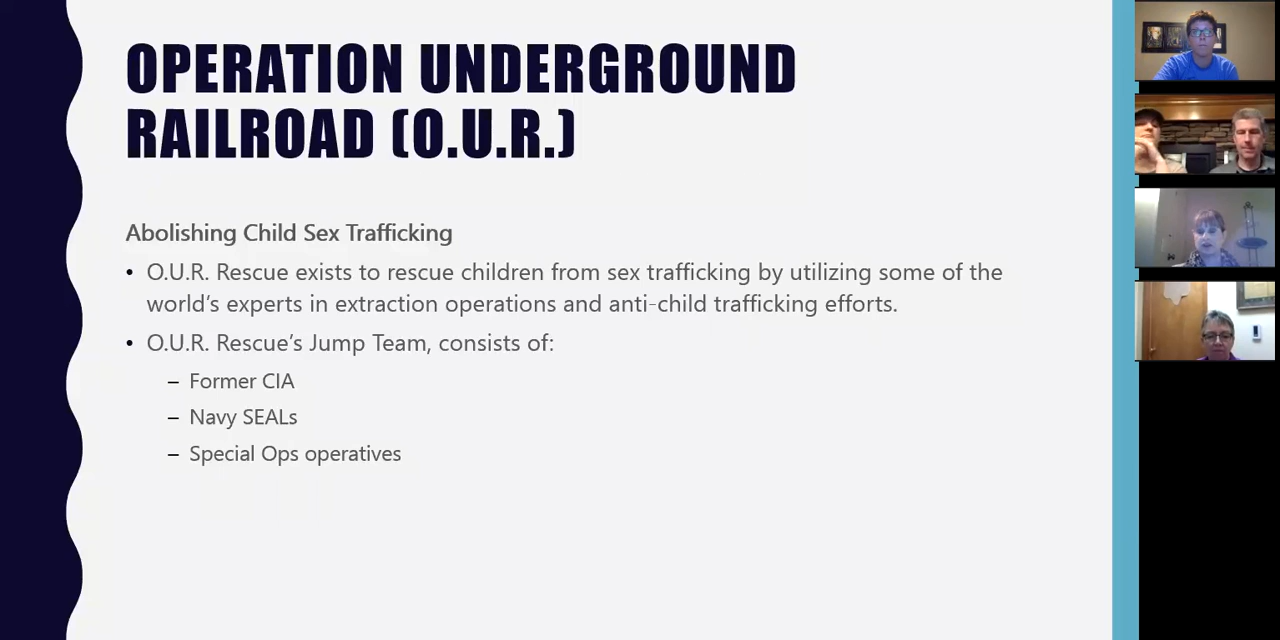 OPERATION UNDERGROUND
RAILROAD (O.U.R.)
Abolishing Child Sex Trafficking
• O.U.R. Rescue exists to rescue children from sex trafficking by utilizing some of the
world's experts in extraction operations and anti-child trafficking efforts.
• O.U.R. Rescue's Jump Team, consists of:
– Former CIA
– Navy SEALs
– Special Ops operatives